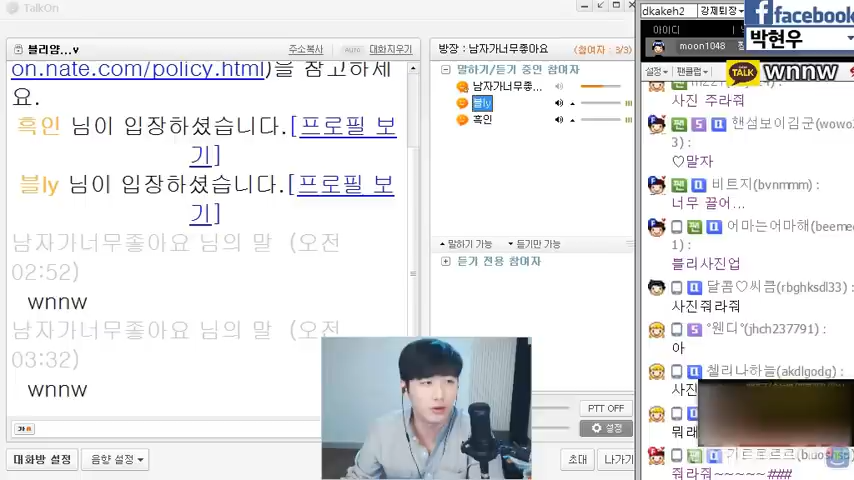 TalkOn
블리얌...v
주소복사
AUTO
대화지우기
on.nate.com/policy.html)을 참고하세
요.
흑인 님이 입장하셨습니다.[프로필 보
기]
블ly 님이 입장하셨습니다.[프로필 보
기]
남자가너무좋아요 님의 말 (오전
02:52)
wnnw
남자가너무좋아요 님의 말 (오전
03:32)
wnnw
가
대화방 설정
음향 설정
방장 : 남자가너무좋아요
(참여자 : 3/3)
말하기/듣기 중인 참여자
남자가너무좋...
블ly
흑인
말하기 가능
듣기만 가능
듣기 전용 참여자
PTT OFF
설정
초대
나가기
dkakeh2
강제퇴장
facebook
아이디
박현우
moon1048
설정
팬클럽
TALK
wnnw
사진 주라줘
팬 S 핸섬보이김군(wowo
3) :
♡말자
팬 비트지(bvnmmm) :
너무 끌어...
어마는어마해(beeme
1) :
블리사진업
달콤♡씨큼(rbghksdl33) :
사진줘라줘
S °웬디°(jhch237791) :
아
첼리나하늘(akdlgodg) :
사진
뭐래
줘라줘~~~~~###